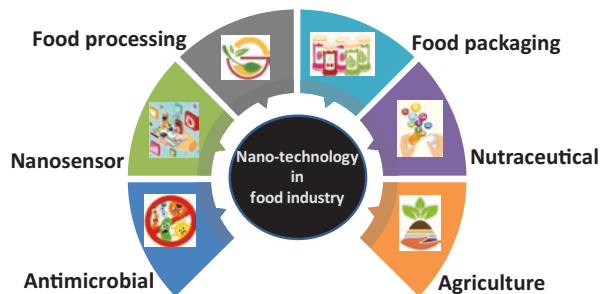 Food processing
Food packaging
Nanosensor
Nutraceutical
Nano-technology
in
food industry
Antimicrobial
Agriculture